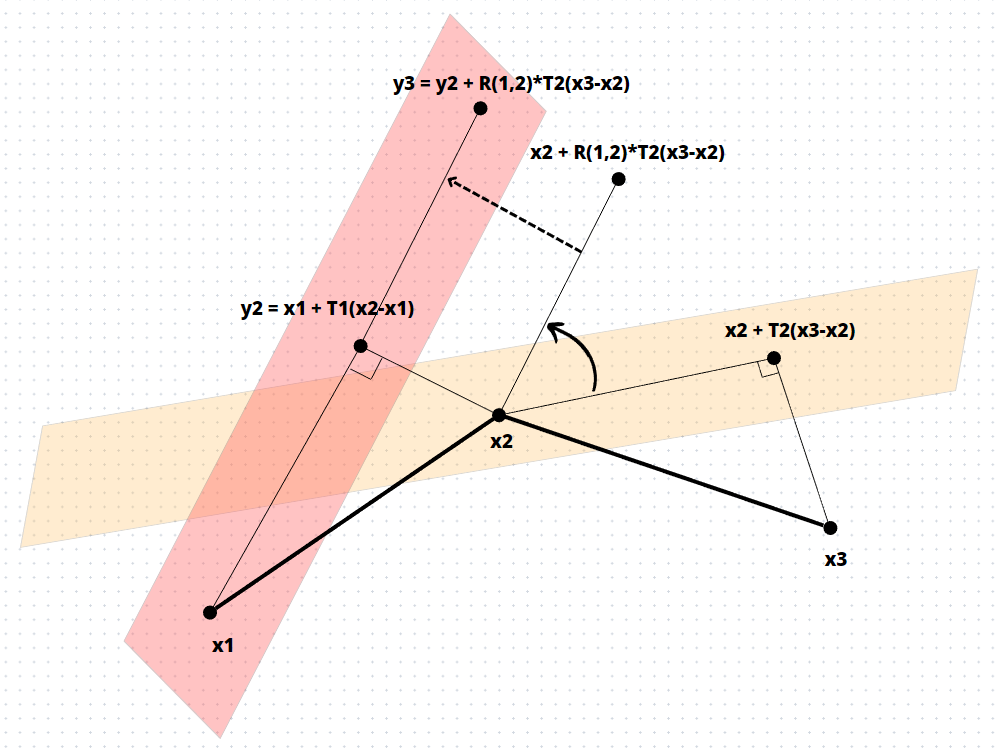 y3 = y2 + R(1,2)*T2(x3-x2)
x2 + R(1,2)*T2(x3-x2)
y2 = x1 + T1(x2-x1)
x2 + T2(x3-x2)
x2
x3
x1